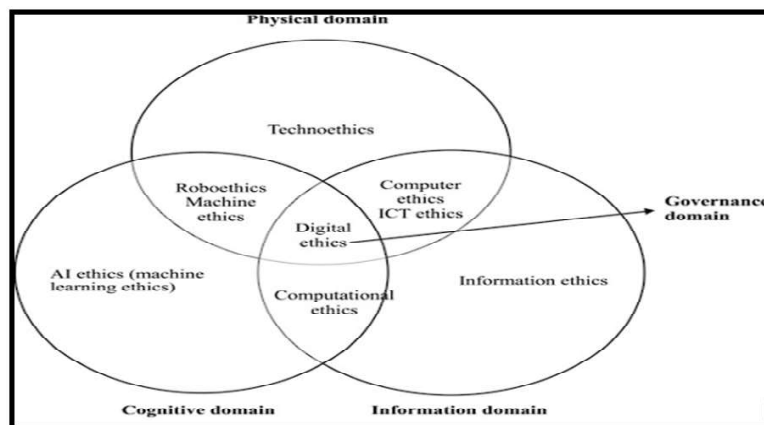 Physical domain
Technoethics
Roboethics
Machine
ethics
Computer
ethics
ICT ethics
Governance
domain
Digital
ethics
AI ethics (machine
learning ethics)
Information ethics
Computational
ethics
Cognitive domain
Information domain